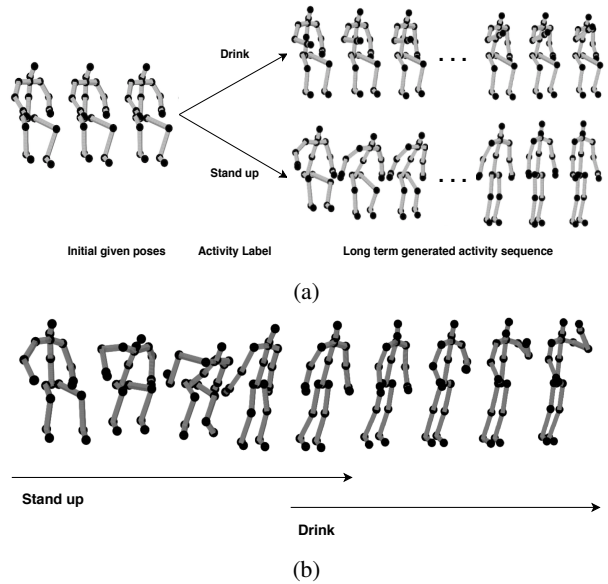 Drink
. . .
Stand up
. . .
Initial given poses Activity Label Long term generated activity sequence
(a)
Stand up
Drink
(b)